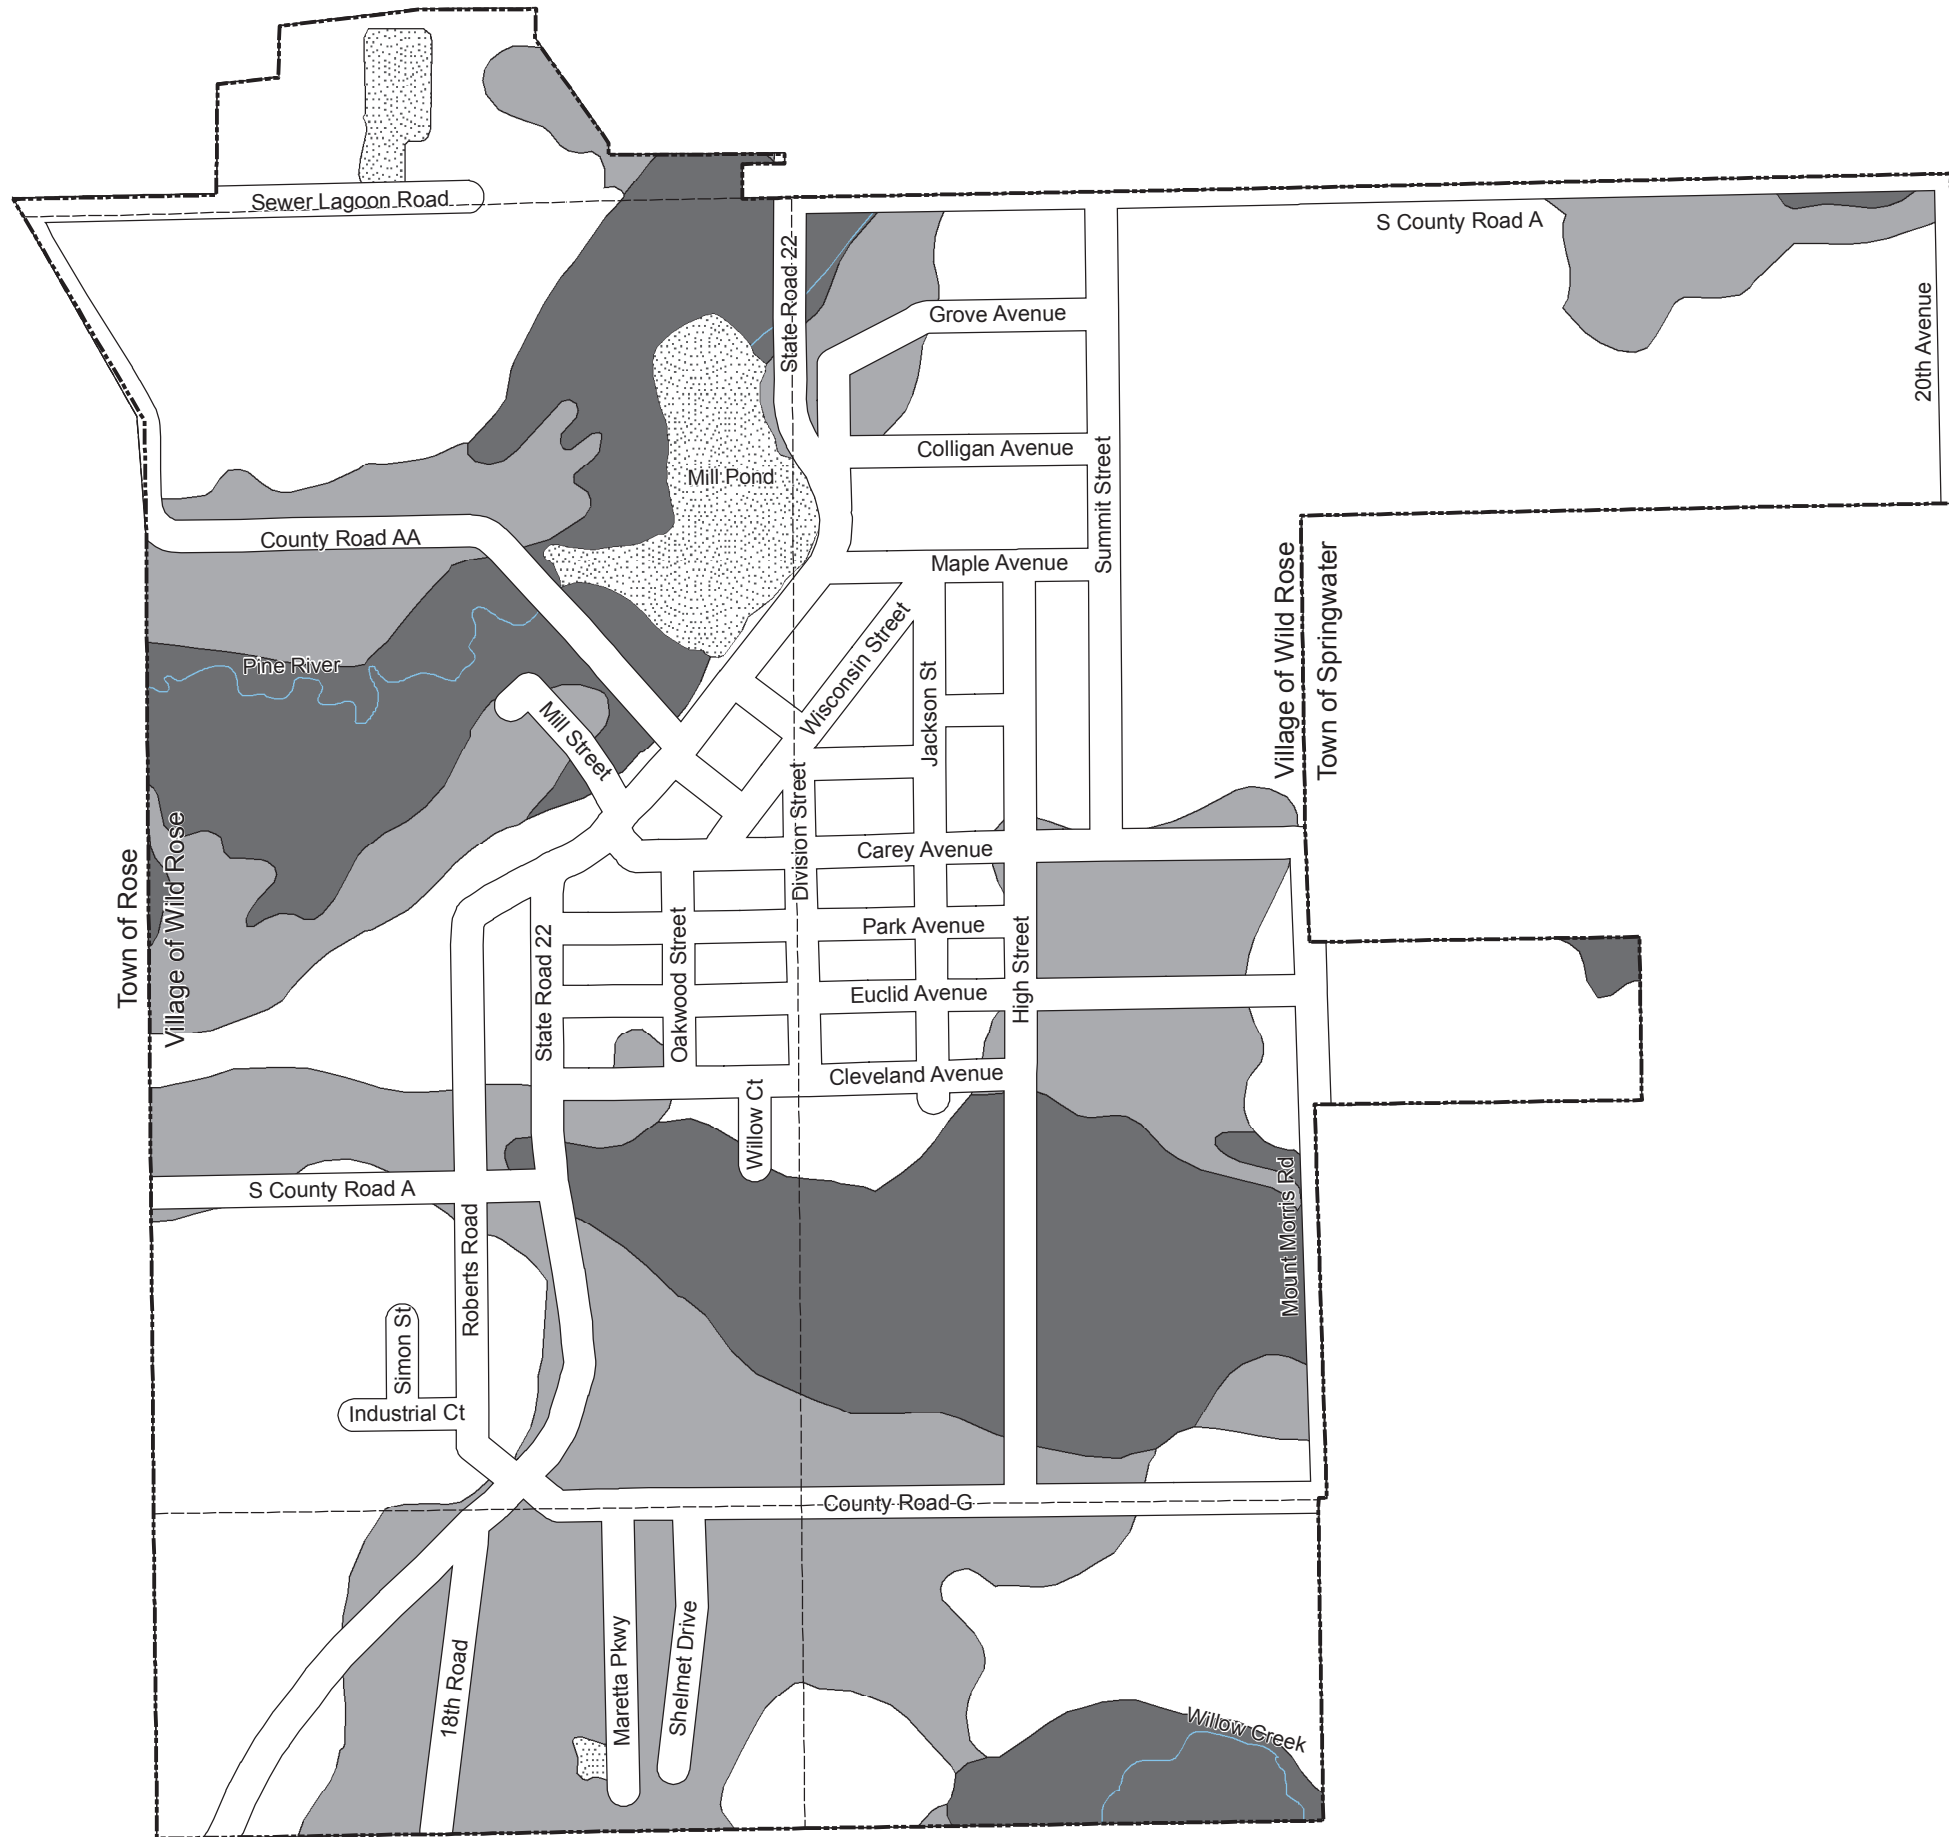 Sewer Lagoon Road
S County Road A
State Road 22
20th Avenue
Grove Avenue
Colligan Avenue
Summit Street
Mill Pond
County Road AA
Maple Avenue
Village of Wild Rose
Town of Springwater
Wisconsin Street
Pine River
Jackson St
Mill Street
Division Street
Carey Avenue
Town of Rose
Village of Wild Rose
Park Avenue
State Road 22
Oakwood Street
High Street
Euclid Avenue
Cleveland Avenue
Willow Ct
S County Road A
Mount Morris Rd
Roberts Road
Simon St
Industrial Ct
County Road G
18th Road
Maretta Pkwy
Shelmet Drive
Willow Creek